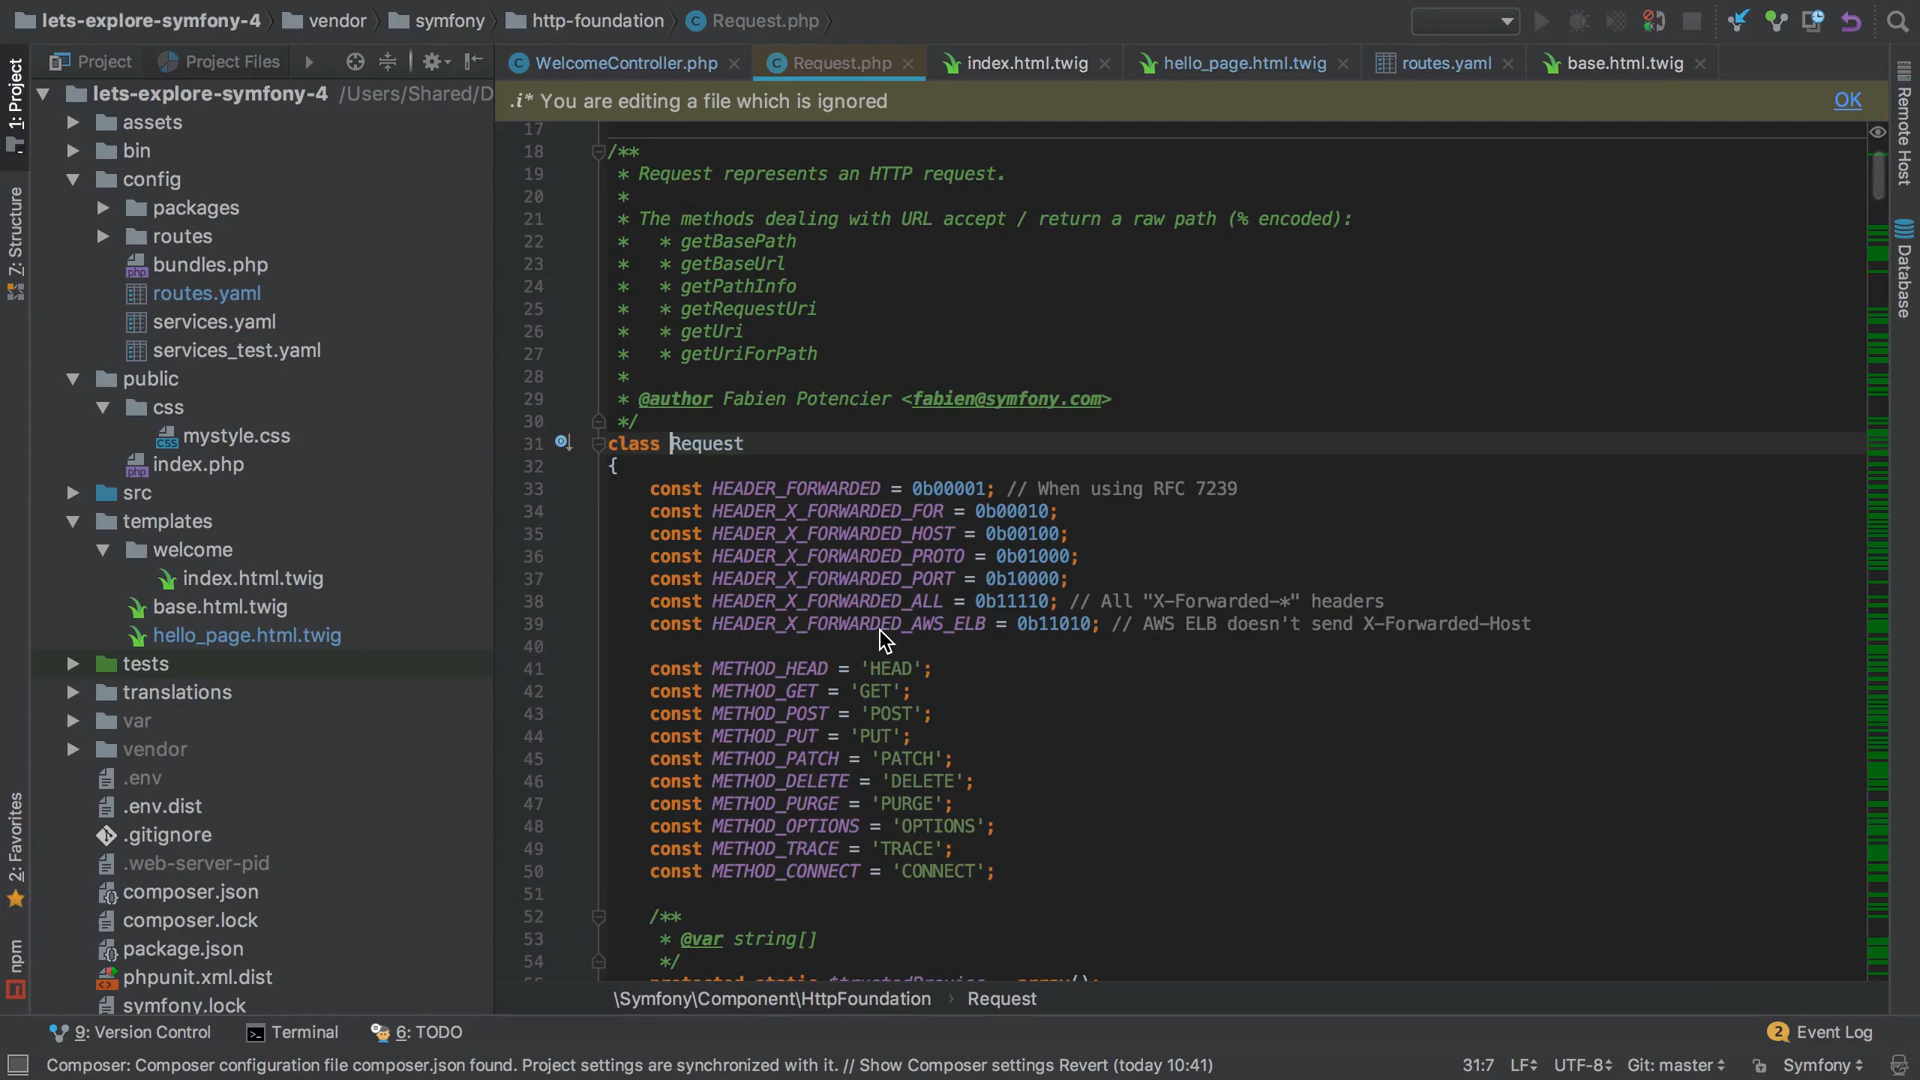 lets-explore-symfony-4 vendor symfony http-foundation Request.php
Project Project Files
WelcomeController.php Request.php index.html.twig hello_page.html.twig routes.yaml base.html.twig
1: Project
7: Structure
2: Favorites
npm
Remote Host
Database
lets-explore-symfony-4 /Users/Shared/D
assets
bin
config
packages
routes
bundles.php
routes.yaml
services.yaml
services_test.yaml
public
css
mystyle.css
index.php
src
templates
welcome
index.html.twig
base.html.twig
hello_page.html.twig
tests
translations
var
vendor
.env
.env.dist
.gitignore
.web-server-pid
composer.json
composer.lock
package.json
phpunit.xml.dist
symfony.lock
.i* You are editing a file which is ignored OK
17
18 /**
19 * Request represents an HTTP request.
20 *
21 * The methods dealing with URL accept / return a raw path (% encoded):
22 * * getBasePath
23 * * getBaseUrl
24 * * getPathInfo
25 * * getRequestUri
26 * * getUri
27 * * getUriForPath
28 *
29 * @author Fabien Potencier <fabien@symfony.com>
30 */
31 class Request
32 {
33 const HEADER_FORWARDED = 0b00001; // When using RFC 7239
34 const HEADER_X_FORWARDED_FOR = 0b00010;
35 const HEADER_X_FORWARDED_HOST = 0b00100;
36 const HEADER_X_FORWARDED_PROTO = 0b01000;
37 const HEADER_X_FORWARDED_PORT = 0b10000;
38 const HEADER_X_FORWARDED_ALL = 0b11110; // All "X-Forwarded-*" headers
39 const HEADER_X_FORWARDED_AWS_ELB = 0b11010; // AWS ELB doesn't send X-Forwarded-Host
40
41 const METHOD_HEAD = 'HEAD';
42 const METHOD_GET = 'GET';
43 const METHOD_POST = 'POST';
44 const METHOD_PUT = 'PUT';
45 const METHOD_PATCH = 'PATCH';
46 const METHOD_DELETE = 'DELETE';
47 const METHOD_PURGE = 'PURGE';
48 const METHOD_OPTIONS = 'OPTIONS';
49 const METHOD_TRACE = 'TRACE';
50 const METHOD_CONNECT = 'CONNECT';
51
52 /**
53 * @var string[]
54 */
55 protected static $trustedProxies = array();
\Symfony\Component\HttpFoundation › Request
9: Version Control Terminal 6: TODO 2 Event Log
Composer: Composer configuration file composer.json found. Project settings are synchronized with it. // Show Composer settings Revert (today 10:41) 31:7 LF UTF-8 Git: master Symfony